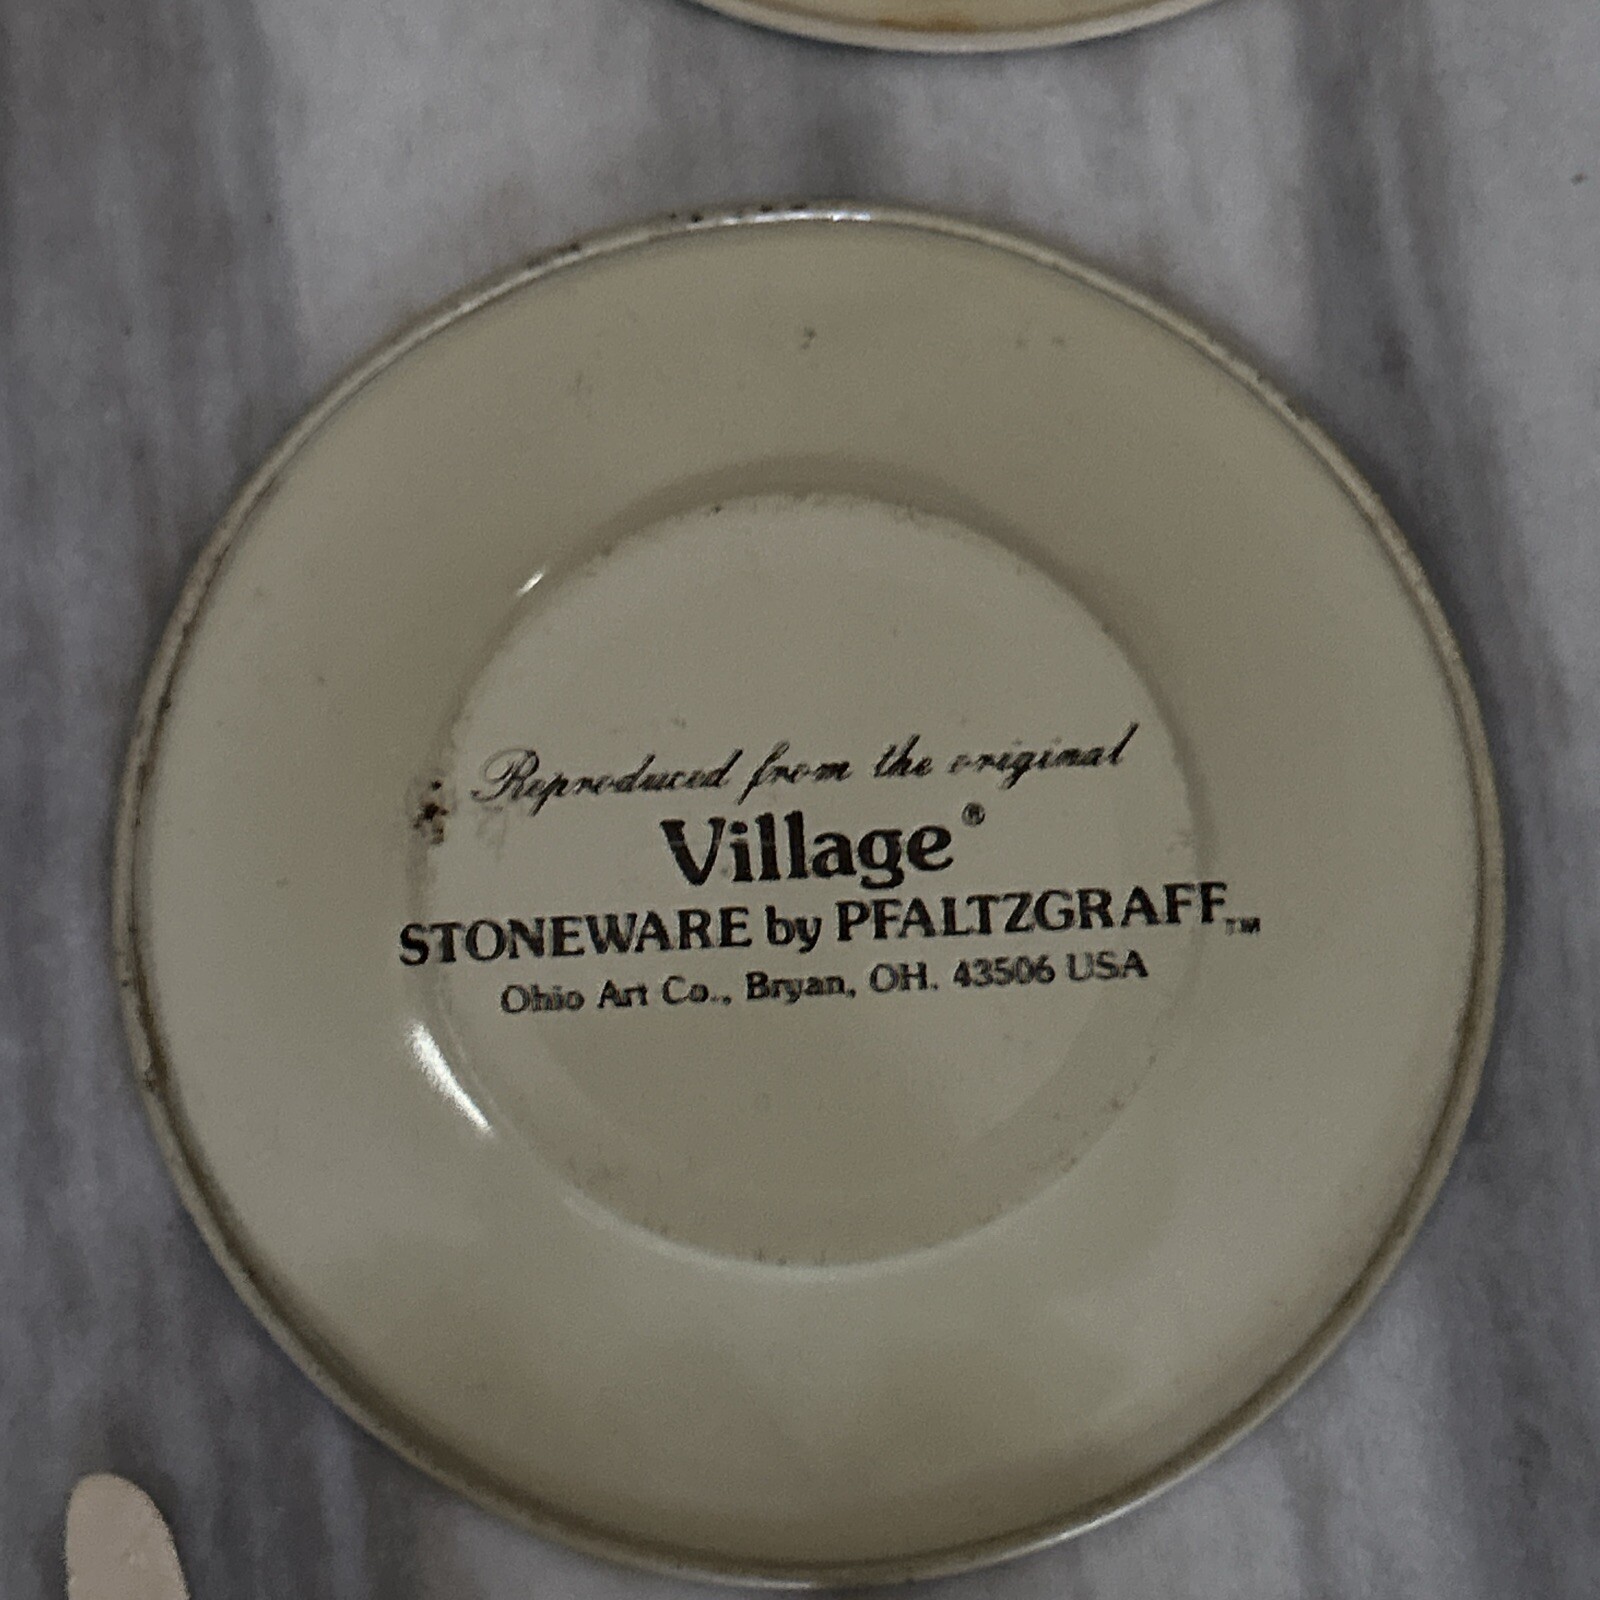 Reproduced from the original
Village®
STONEWARE by PFALTZGRAFF™
Ohio Art Co., Bryan, OH. 43506 USA